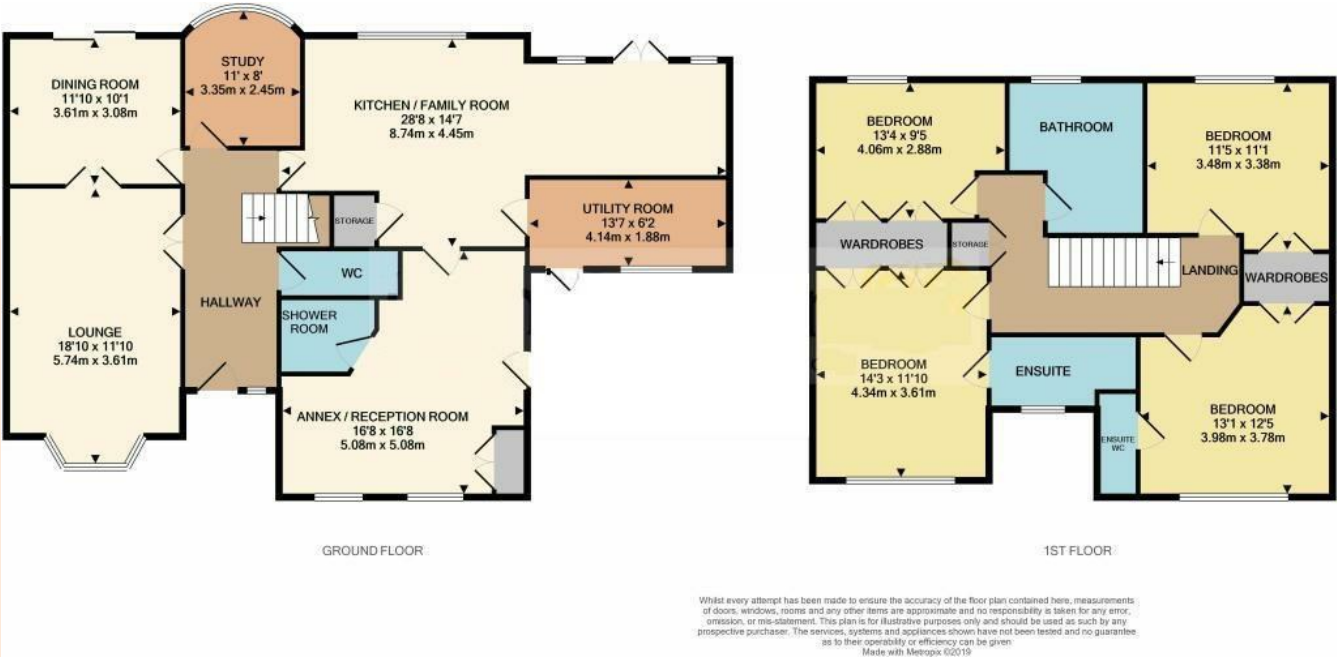 DINING ROOM
11'10 x 10'1
3.61m x 3.08m
STUDY
11' x 8'
3.35m x 2.45m
KITCHEN / FAMILY ROOM
28'8 x 14'7
8.74m x 4.45m
UTILITY ROOM
13'7 x 6'2
4.14m x 1.88m
STORAGE
WC
HALLWAY
SHOWER
ROOM
LOUNGE
18'10 x 11'10
5.74m x 3.61m
ANNEX / RECEPTION ROOM
16'8 x 16'8
5.08m x 5.08m
GROUND FLOOR
BEDROOM
13'4 x 9'5
4.06m x 2.88m
BATHROOM
BEDROOM
11'5 x 11'1
3.48m x 3.38m
WARDROBES
STORAGE
LANDING
WARDROBES
BEDROOM
14'3 x 11'10
4.34m x 3.61m
ENSUITE
ENSUITE
WC
BEDROOM
13'1 x 12'5
3.98m x 3.78m
1ST FLOOR
Whilst every attempt has been made to ensure the accuracy of the floor plan contained here, measurements
of doors, windows, rooms and any other items are approximate and no responsibility is taken for any error,
omission, or mis-statement. This plan is for illustrative purposes only and should be used as such by any
prospective purchaser. The services, systems and appliances shown have not been tested and no guarantee
as to their operability or efficiency can be given
Made with Metropix ©2019